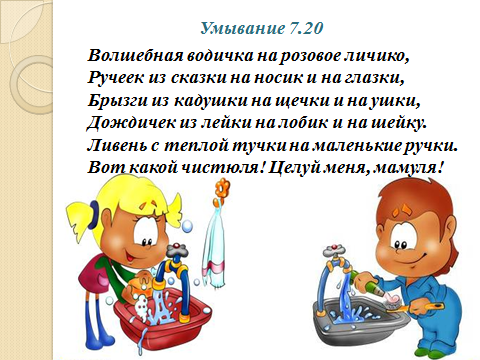 Умывание 7.20
Волшебная водичка на розовое личико,
Ручеек из сказки на носик и на глазки,
Брызги из кадушки на щечки и на ушки,
Дождичек из лейки на лобик и на шейку.
Ливень с теплой тучки на маленькие ручки.
Вот какой чистюля! Целуй меня, мамуля!